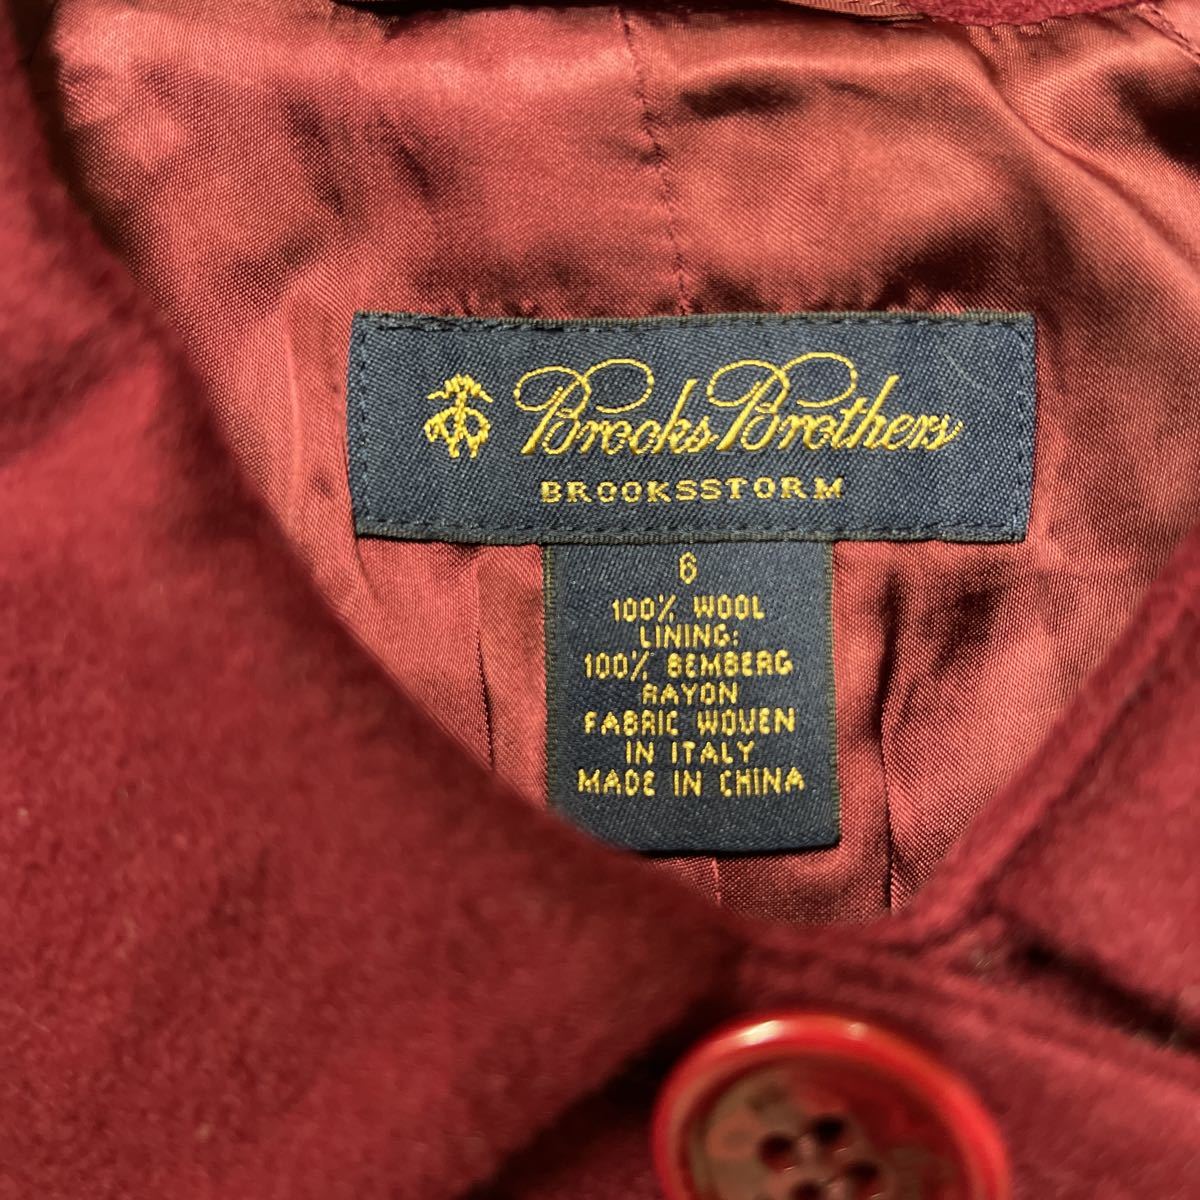 Brooks Brothers
BROOKSSTORM
6
100% WOOL
LINING:
100% BEMBERG
RAYON
FABRIC WOVEN
IN ITALY
MADE IN CHINA